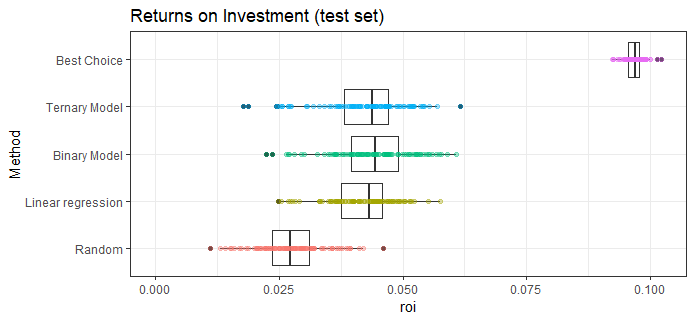 Returns on Investment (test set)
Method
Best Choice
Ternary Model
Binary Model
Linear regression
Random
0.000 0.025 0.050 0.075 0.100
roi